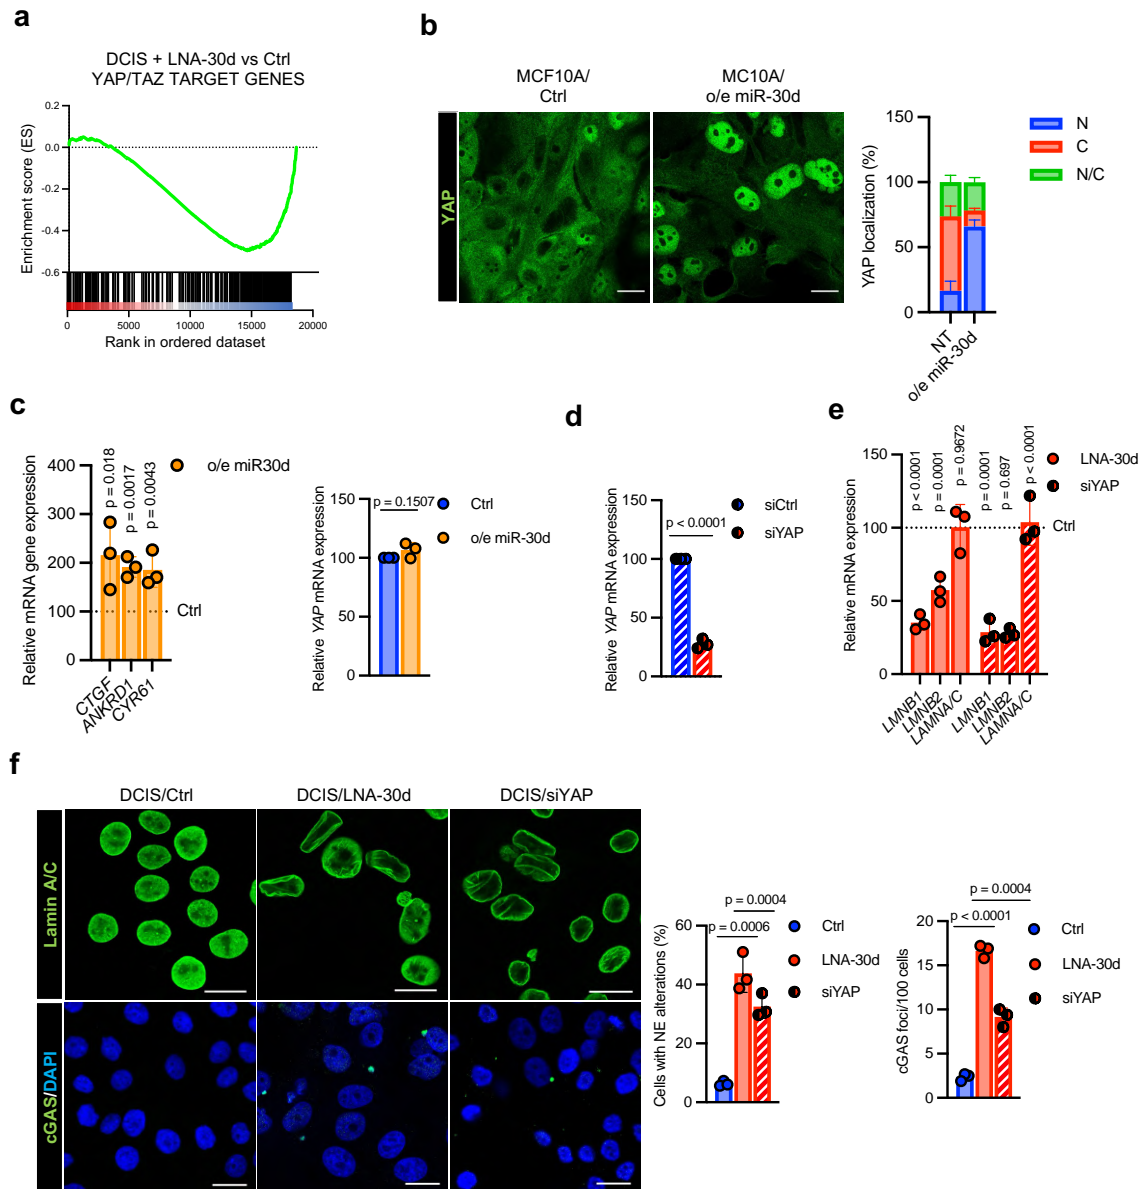 a
DCIS + LNA-30d vs Ctrl
YAP/TAZ TARGET GENES
Enrichment score (ES)
0.2
0.0
-0.2
-0.4
-0.6
0
5000
10000
15000
20000
Rank in ordered dataset
b
MCF10A/
Ctrl
MC10A/
o/e miR-30d
YAP
YAP localization (%)
150
100
50
0
NT
o/e miR-30d
N
C
N/C
c
Relative mRNA gene expression
400
300
200
100
0
p = 0.018
p = 0.0017
p = 0.0043
Ctrl
CTGF
ANKRD1
CYR61
o/e miR30d
Relative YAP mRNA expression
150
100
50
0
p = 0.1507
Ctrl
o/e miR-30d
d
Relative YAP mRNA expression
150
100
50
0
p < 0.0001
siCtrl
siYAP
e
Relative mRNA expression
150
100
50
0
p < 0.0001
p = 0.0001
p = 0.9672
p = 0.0001
p = 0.697
p < 0.0001
Ctrl
LMNB1
LMNB2
LAMNA/C
LMNB1
LMNB2
LAMNA/C
LNA-30d
siYAP
f
DCIS/Ctrl
DCIS/LNA-30d
DCIS/siYAP
Lamin A/C
cGAS/DAPI
Cells with NE alterations (%)
60
40
20
0
p = 0.0004
p = 0.0006
Ctrl
LNA-30d
siYAP
cGAS foci/100 cells
20
15
10
5
0
p = 0.0004
p < 0.0001
Ctrl
LNA-30d
siYAP